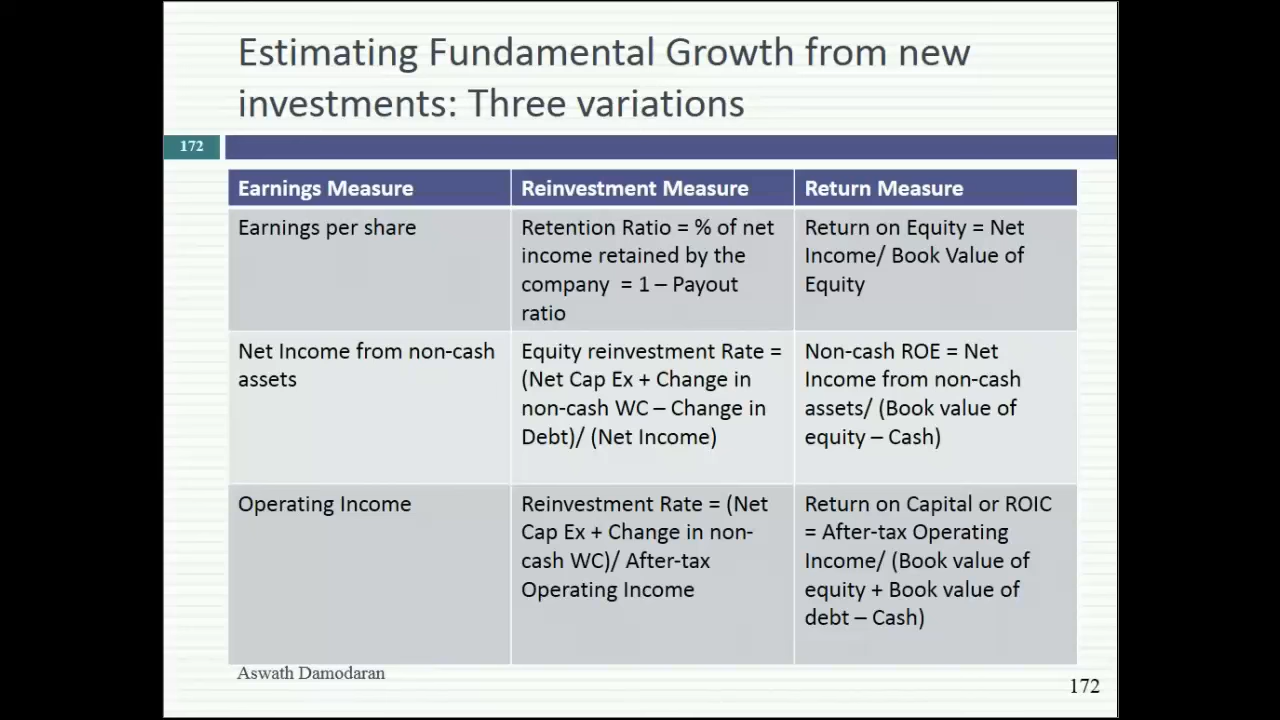 Estimating Fundamental Growth from new
investments: Three variations
172
Earnings Measure
Reinvestment Measure
Return Measure
Earnings per share
Retention Ratio = % of net
income retained by the
company = 1 – Payout
ratio
Return on Equity = Net
Income/ Book Value of
Equity
Net Income from non-cash
assets
Equity reinvestment Rate =
(Net Cap Ex + Change in
non-cash WC – Change in
Debt)/ (Net Income)
Non-cash ROE = Net
Income from non-cash
assets/ (Book value of
equity – Cash)
Operating Income
Reinvestment Rate = (Net
Cap Ex + Change in non-
cash WC)/ After-tax
Operating Income
Return on Capital or ROIC
= After-tax Operating
Income/ (Book value of
equity + Book value of
debt – Cash)
Aswath Damodaran
172